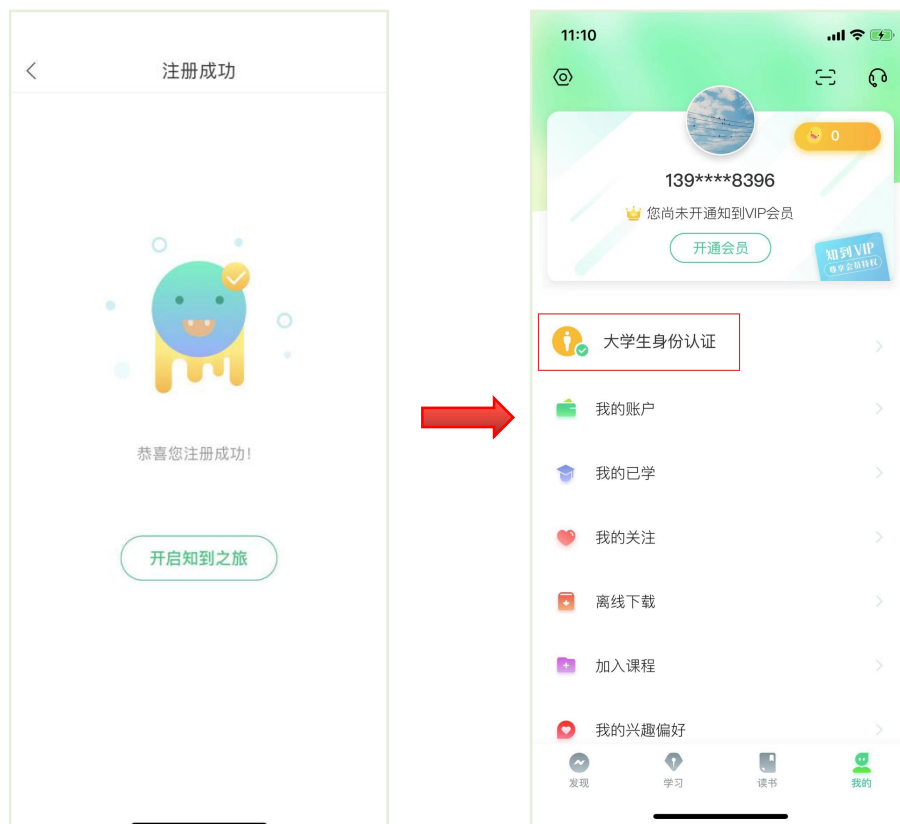 注册成功
恭喜您注册成功!
开启知到之旅
11:10
0
139****8396
您尚未开通知到VIP会员
开通会员
知到 VIP
尊享会员特权
大学生身份认证
我的账户
我的已学
我的关注
离线下载
加入课程
我的兴趣偏好
发现
学习
读书
我的